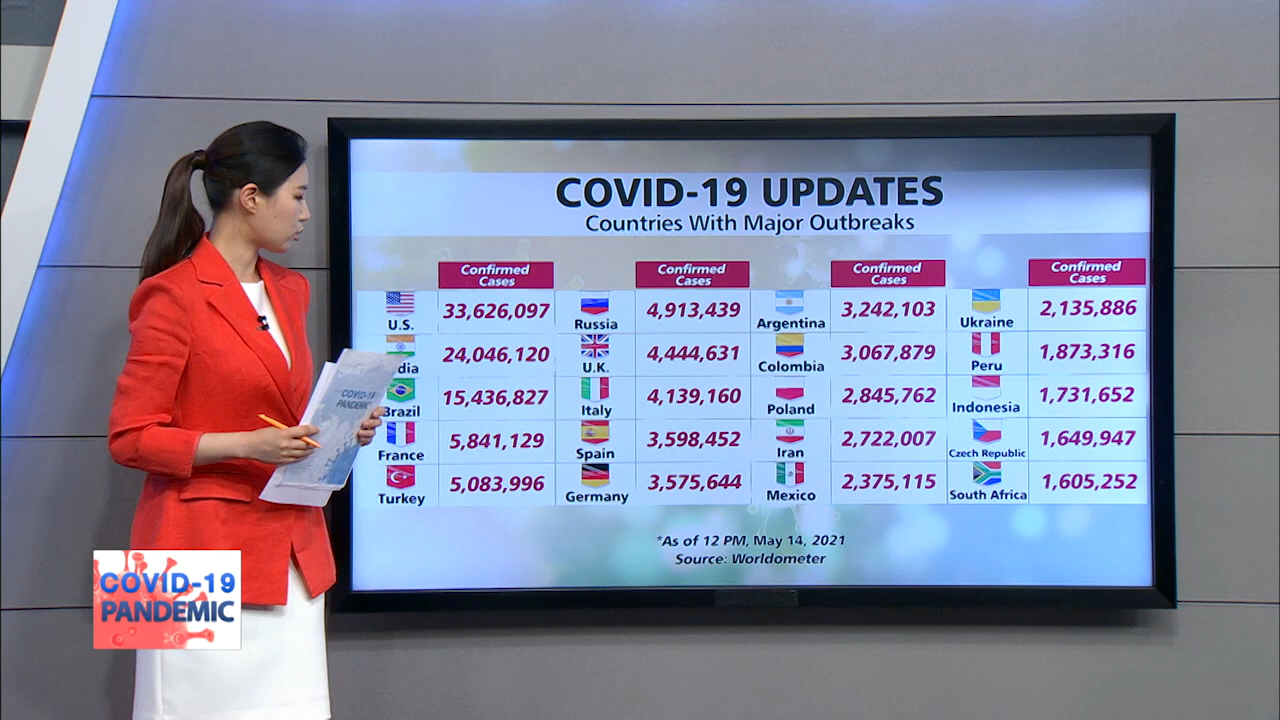 COVID-19 UPDATES
Countries With Major Outbreaks
Confirmed Cases
Confirmed Cases
Confirmed Cases
Confirmed Cases
U.S. 33,626,097 Russia 4,913,439 Argentina 3,242,103 Ukraine 2,135,886
dia 24,046,120 U.K. 4,444,631 Colombia 3,067,879 Peru 1,873,316
Brazil 15,436,827 Italy 4,139,160 Poland 2,845,762 Indonesia 1,731,652
France 5,841,129 Spain 3,598,452 Iran 2,722,007 Czech Republic 1,649,947
Turkey 5,083,996 Germany 3,575,644 Mexico 2,375,115 South Africa 1,605,252
*As of 12 PM, May 14, 2021
Source: Worldometer
COVID-19
PANDEMIC
COVID-19
PANDEMIC